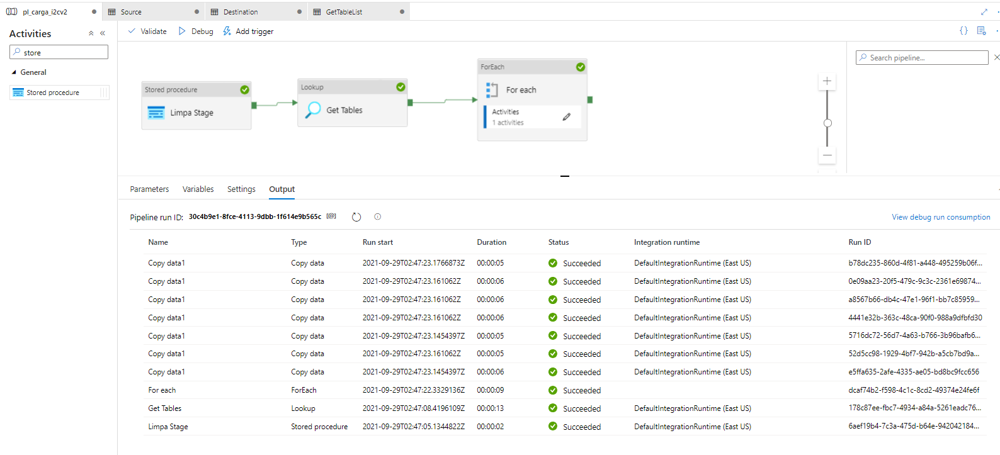 pl_carga_i2cv2 Source Destination GetTableList
Activities
Validate Debug Add trigger
store
Search pipeline...
General
Stored procedure
Stored procedure
Limpa Stage
Lookup
Get Tables
ForEach
For each
Activities
1 activities
Parameters Variables Settings Output
Pipeline run ID: 30c4b9e1-8fce-4113-9dbb-1f614e9b565c [@] View debug run consumption
Name Type Run start Duration Status Integration runtime Run ID
Copy data1 Copy data 2021-09-29T02:47:23.1766873Z 00:00:05 Succeeded DefaultIntegrationRuntime (East US) b78dc235-860d-4f81-a448-495259b06f...
Copy data1 Copy data 2021-09-29T02:47:23.161062Z 00:00:06 Succeeded DefaultIntegrationRuntime (East US) 0e09aa23-20f5-479c-9c3c-2361e69874...
Copy data1 Copy data 2021-09-29T02:47:23.161062Z 00:00:06 Succeeded DefaultIntegrationRuntime (East US) a8567b66-db4c-47e1-96f1-bb7c85959...
Copy data1 Copy data 2021-09-29T02:47:23.161062Z 00:00:06 Succeeded DefaultIntegrationRuntime (East US) 4441e32b-363c-48ca-90f0-988a9dfbfd30
Copy data1 Copy data 2021-09-29T02:47:23.1454397Z 00:00:05 Succeeded DefaultIntegrationRuntime (East US) 5716dc72-56d7-4a63-b766-3b96bafb6...
Copy data1 Copy data 2021-09-29T02:47:23.161062Z 00:00:05 Succeeded DefaultIntegrationRuntime (East US) 52d5cc98-1929-4bf7-942b-a5cb7bd9a...
Copy data1 Copy data 2021-09-29T02:47:23.1454397Z 00:00:06 Succeeded DefaultIntegrationRuntime (East US) e5ffa635-2afe-4335-ae05-bd8bc9fcc656
For each ForEach 2021-09-29T02:47:22.3329136Z 00:00:09 Succeeded dcaf74b2-f598-4c1c-8cd2-49374e24fe6f
Get Tables Lookup 2021-09-29T02:47:08.4196109Z 00:00:13 Succeeded DefaultIntegrationRuntime (East US) 178c87ee-fbc7-4934-a84a-5261eadc76...
Limpa Stage Stored procedure 2021-09-29T02:47:05.1344822Z 00:00:02 Succeeded DefaultIntegrationRuntime (East US) 6aef19b4-7c3a-475d-b64e-942042184...